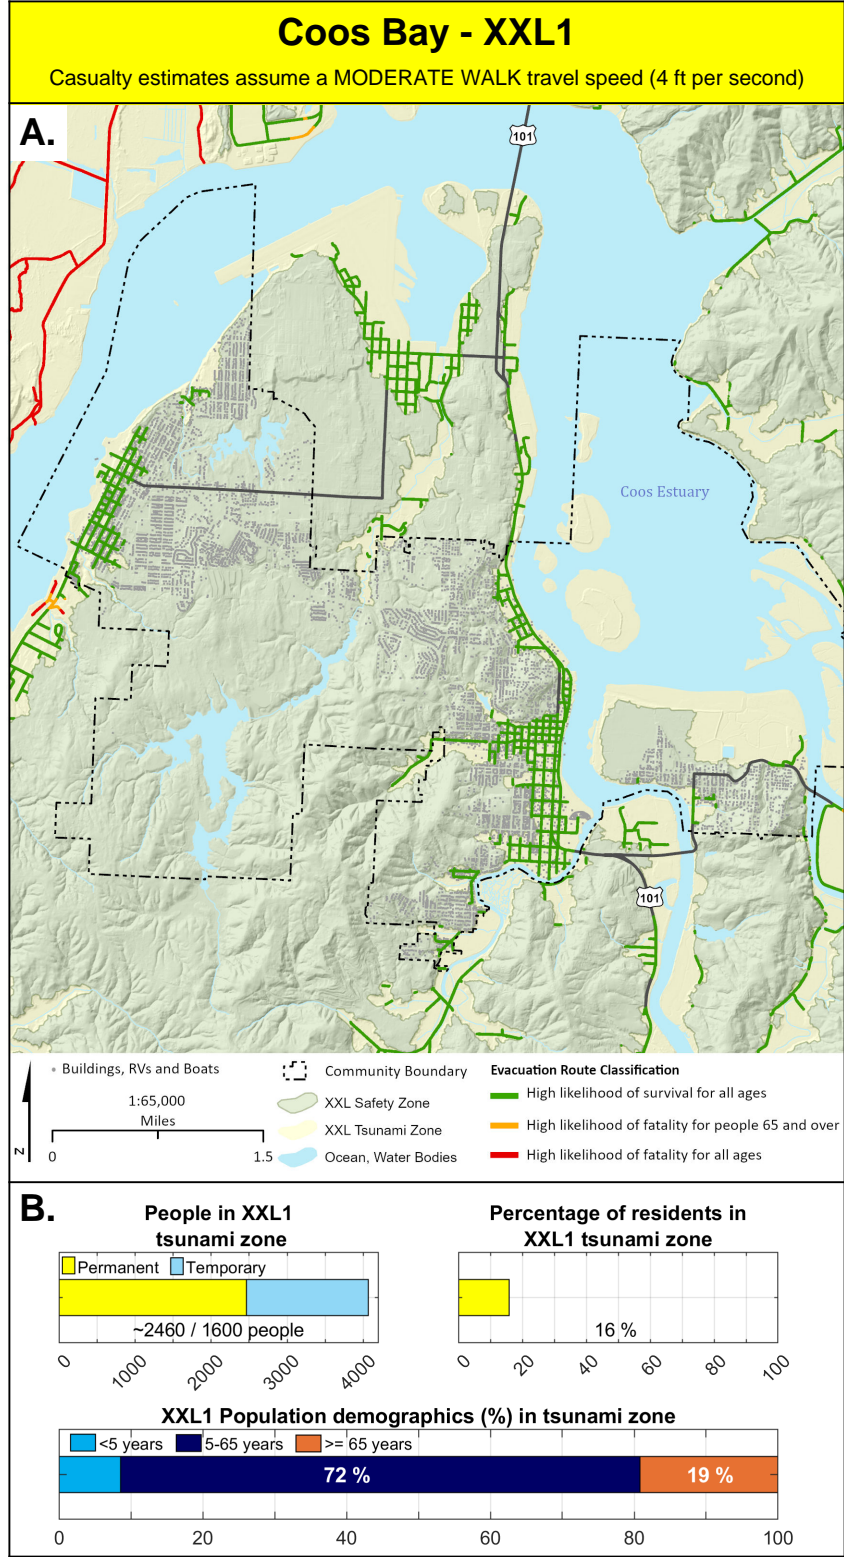 Coos Bay - XXL1
Casualty estimates assume a MODERATE WALK travel speed (4 ft per second)
A.
101
Coos Estuary
101
Buildings, RVs and Boats
1:65,000
Miles
0 1.5
z
Community Boundary
XXL Safety Zone
XXL Tsunami Zone
Ocean, Water Bodies
Evacuation Route Classification
High likelihood of survival for all ages
High likelihood of fatality for people 65 and over
High likelihood of fatality for all ages
B.
People in XXL1
tsunami zone
Permanent Temporary
~2460 / 1600 people
0 1000 2000 3000 4000
Percentage of residents in
XXL1 tsunami zone
16 %
0 20 40 60 80 100
XXL1 Population demographics (%) in tsunami zone
<5 years 5-65 years >= 65 years
72 % 19 %
0 20 40 60 80 100